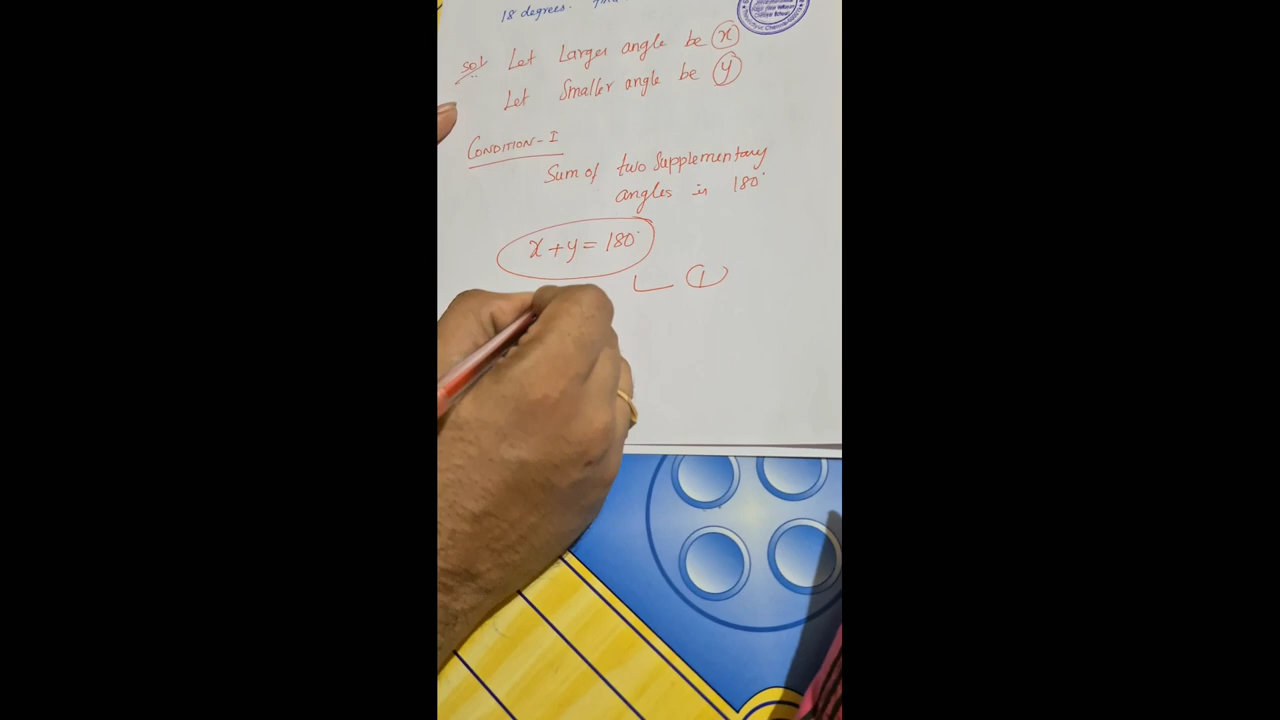 18 degrees.
Sol Let Larger angle be x
Let Smaller angle be y
CONDITION - I
Sum of two Supplementary
angles is 180°
x + y = 180°
1